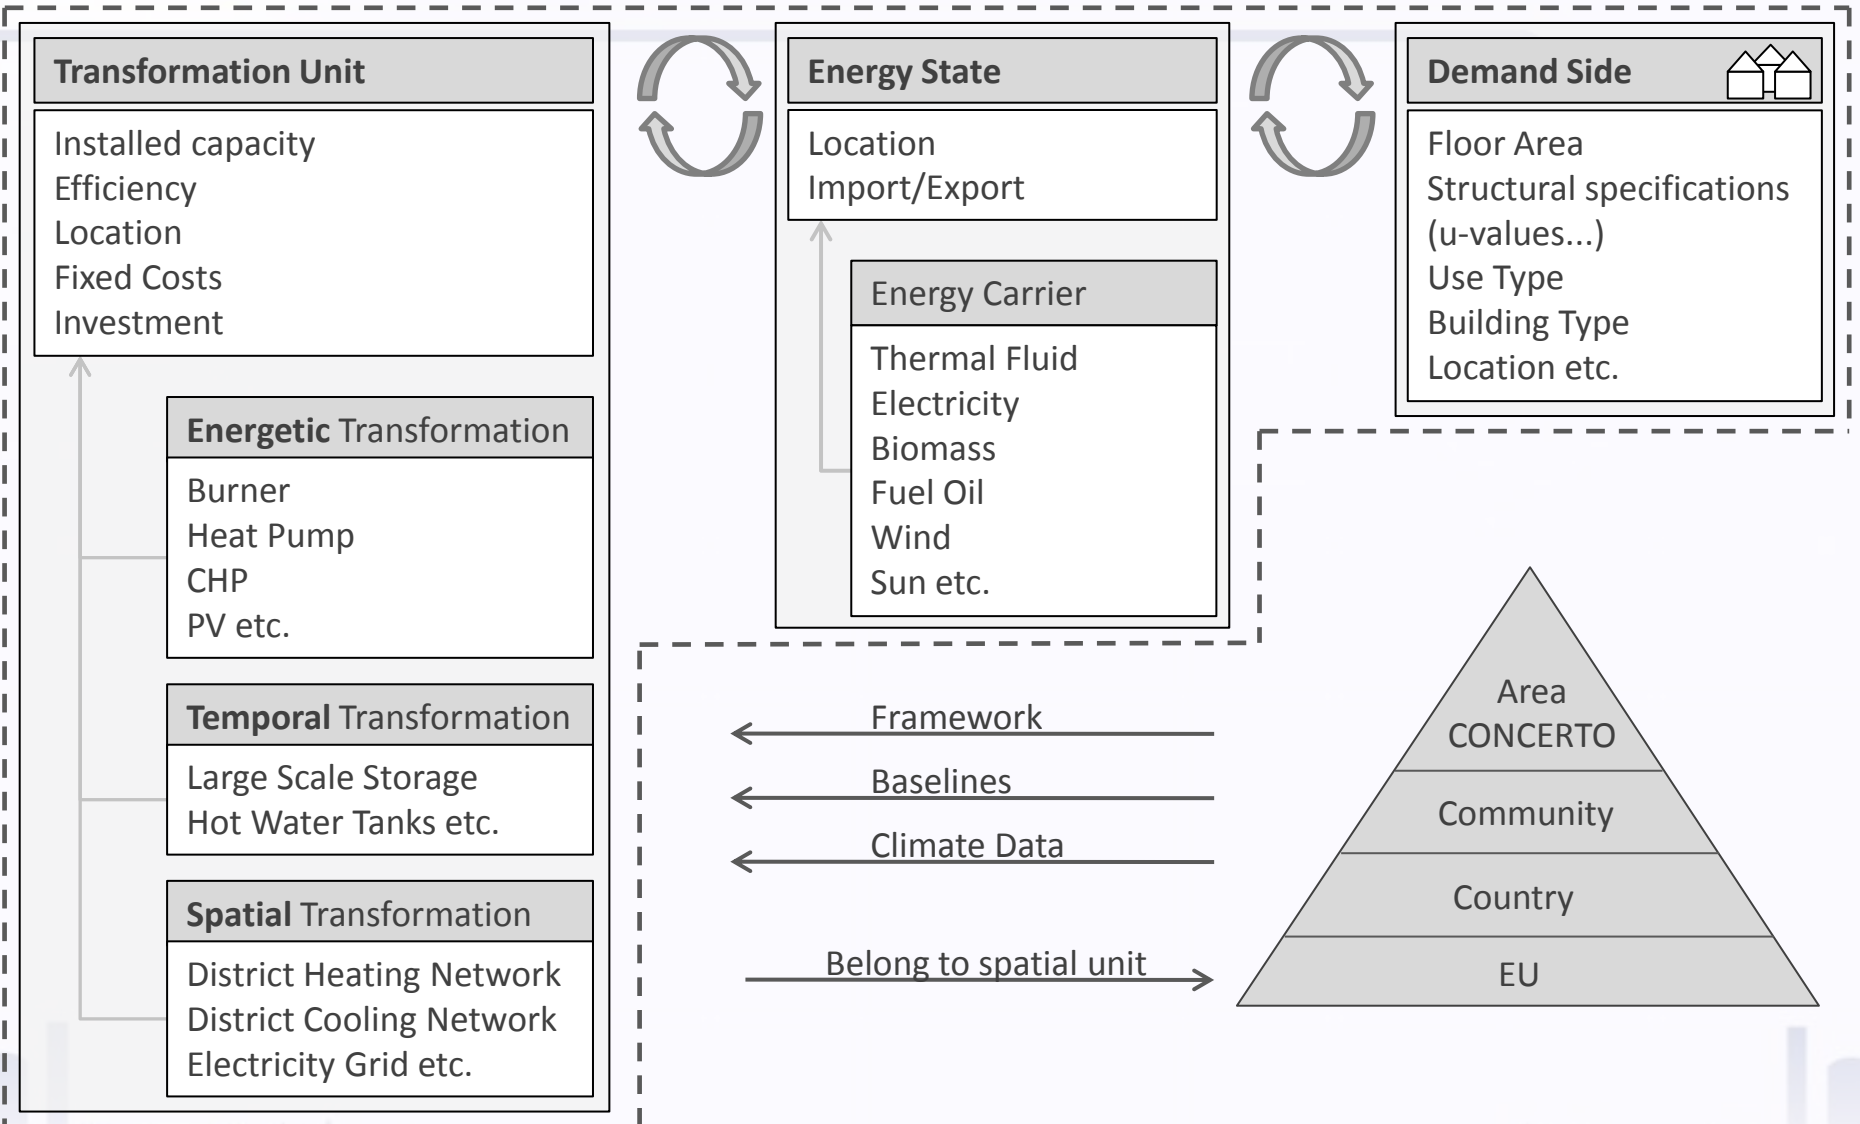 Transformation Unit
Installed capacity
Efficiency
Location
Fixed Costs
Investment
Energetic Transformation
Burner
Heat Pump
CHP
PV etc.
Temporal Transformation
Large Scale Storage
Hot Water Tanks etc.
Spatial Transformation
District Heating Network
District Cooling Network
Electricity Grid etc.
Energy State
Location
Import/Export
Energy Carrier
Thermal Fluid
Electricity
Biomass
Fuel Oil
Wind
Sun etc.
Demand Side
Floor Area
Structural specifications
(u-values...)
Use Type
Building Type
Location etc.
Framework
Baselines
Climate Data
Belong to spatial unit
Area
CONCERTO
Community
Country
EU